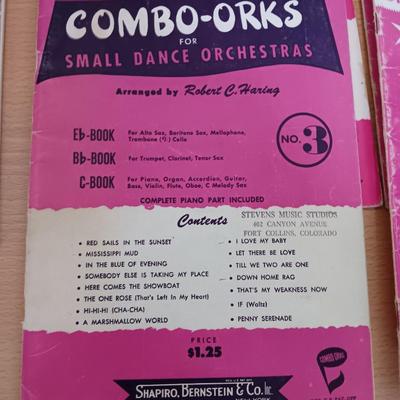 COMBO-ORKS
FOR
SMALL DANCE ORCHESTRAS
Arranged by Robert C. Haring
E♭-BOOK For Alto Sax, Baritone Sax, Mellophone,
Trombone (𝄢) Cello
B♭-BOOK For Trumpet, Clarinet, Tenor Sax
C-BOOK For Piano, Organ, Accordion, Guitar,
Bass, Violin, Flute, Oboe, C Melody Sax
NO. 3
COMPLETE PIANO PART INCLUDED
Contents
STEVENS MUSIC STUDIOS
402 CANYON AVENUE
FORT COLLINS, COLORADO
• RED SAILS IN THE SUNSET
• MISSISSIPPI MUD
• IN THE BLUE OF EVENING
• SOMEBODY ELSE IS TAKING MY PLACE
• HERE COMES THE SHOWBOAT
• THE ONE ROSE (That's Left In My Heart)
• HI-HI-HI (CHA-CHA)
• A MARSHMALLOW WORLD
• I LOVE MY BABY
• LET THERE BE LOVE
• TILL WE TWO ARE ONE
• DOWN HOME RAG
• THAT'S MY WEAKNESS NOW
• IF (Waltz)
• PENNY SERENADE
PRICE
$1.25
SHAPIRO, BERNSTEIN & CO. INC.
NEW YORK
COMBO ORKS